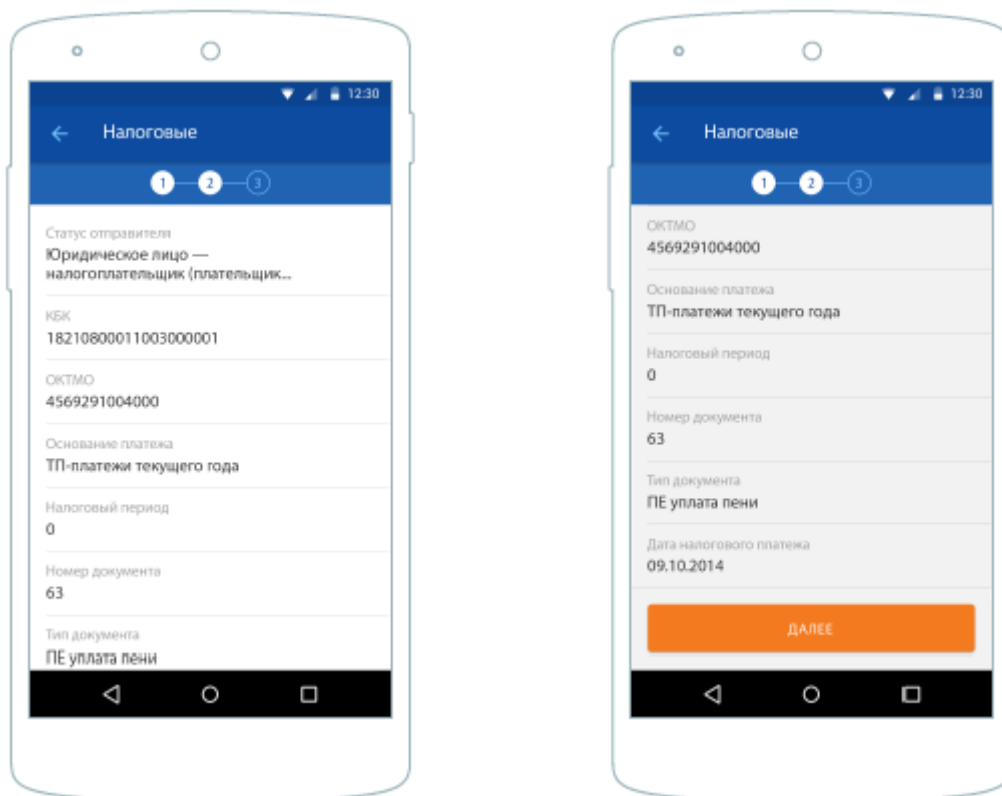 12:30
Налоговые
1 2 3
Статус отправителя
Юридическое лицо —
налогоплательщик (плательщик...
КБК
18210800011003000001
ОКТМО
4569291004000
Основание платежа
ТП-платежи текущего года
Налоговый период
0
Номер документа
63
Тип документа
ПЕ уплата пени
12:30
Налоговые
1 2 3
ОКТМО
4569291004000
Основание платежа
ТП-платежи текущего года
Налоговый период
0
Номер документа
63
Тип документа
ПЕ уплата пени
Дата налогового платежа
09.10.2014
ДАЛЕЕ